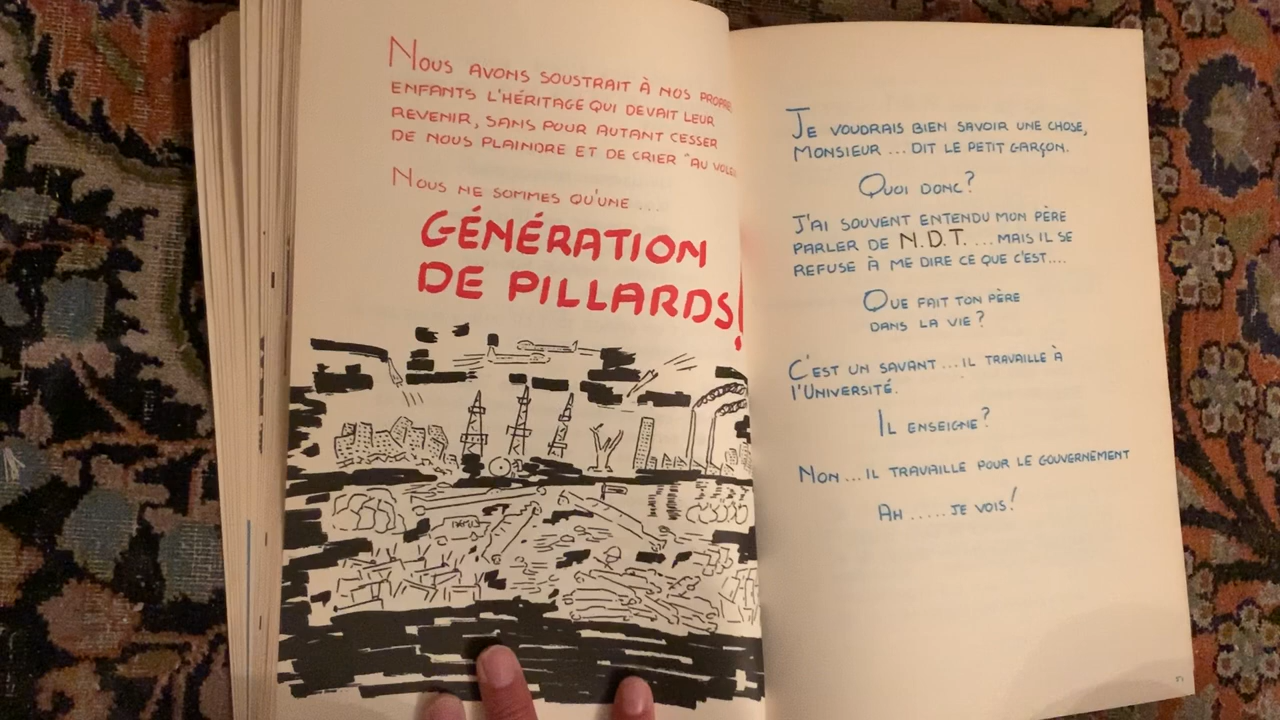 Nous avons soustrait à nos propres
enfants l'héritage qui devait leur
revenir, sans pour autant cesser
de nous plaindre et de crier "au
Nous ne sommes qu'une ...
GÉNÉRATION
DE PILLARDS!
Je voudrais bien savoir une chose,
monsieur ... dit le petit garçon.
Quoi donc?
J'ai souvent entendu mon père
parler de N.D.T. .... mais il se
refuse à me dire ce que c'est....
Que fait ton père
dans la vie?
C'est un savant ... il travaille à
l'Université.
Il enseigne?
Non ... il travaille pour le gouvernement
Ah ..... je vois!